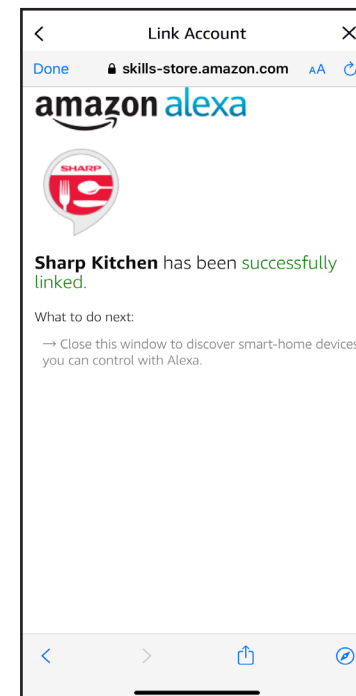 Link Account
Done skills-store.amazon.com AA
amazon alexa
SHARP
Sharp Kitchen has been successfully
linked.
What to do next:
→ Close this window to discover smart-home devices
you can control with Alexa.